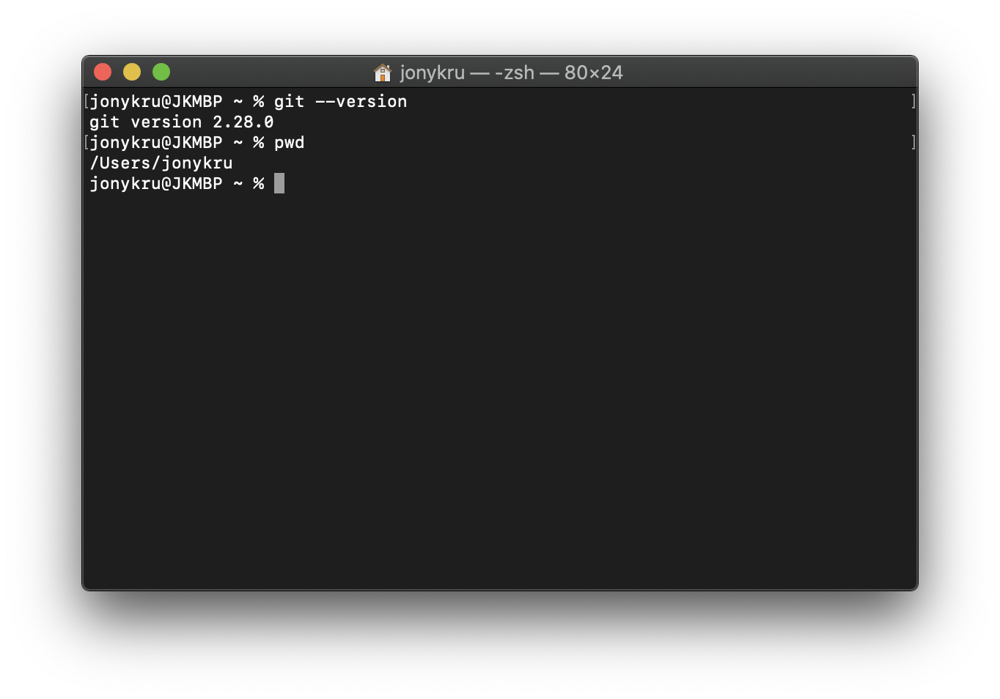 jonykru — -zsh — 80×24
[jonykru@JKMBP ~ % git --version ]
git version 2.28.0
[jonykru@JKMBP ~ % pwd ]
/Users/jonykru
jonykru@JKMBP ~ %